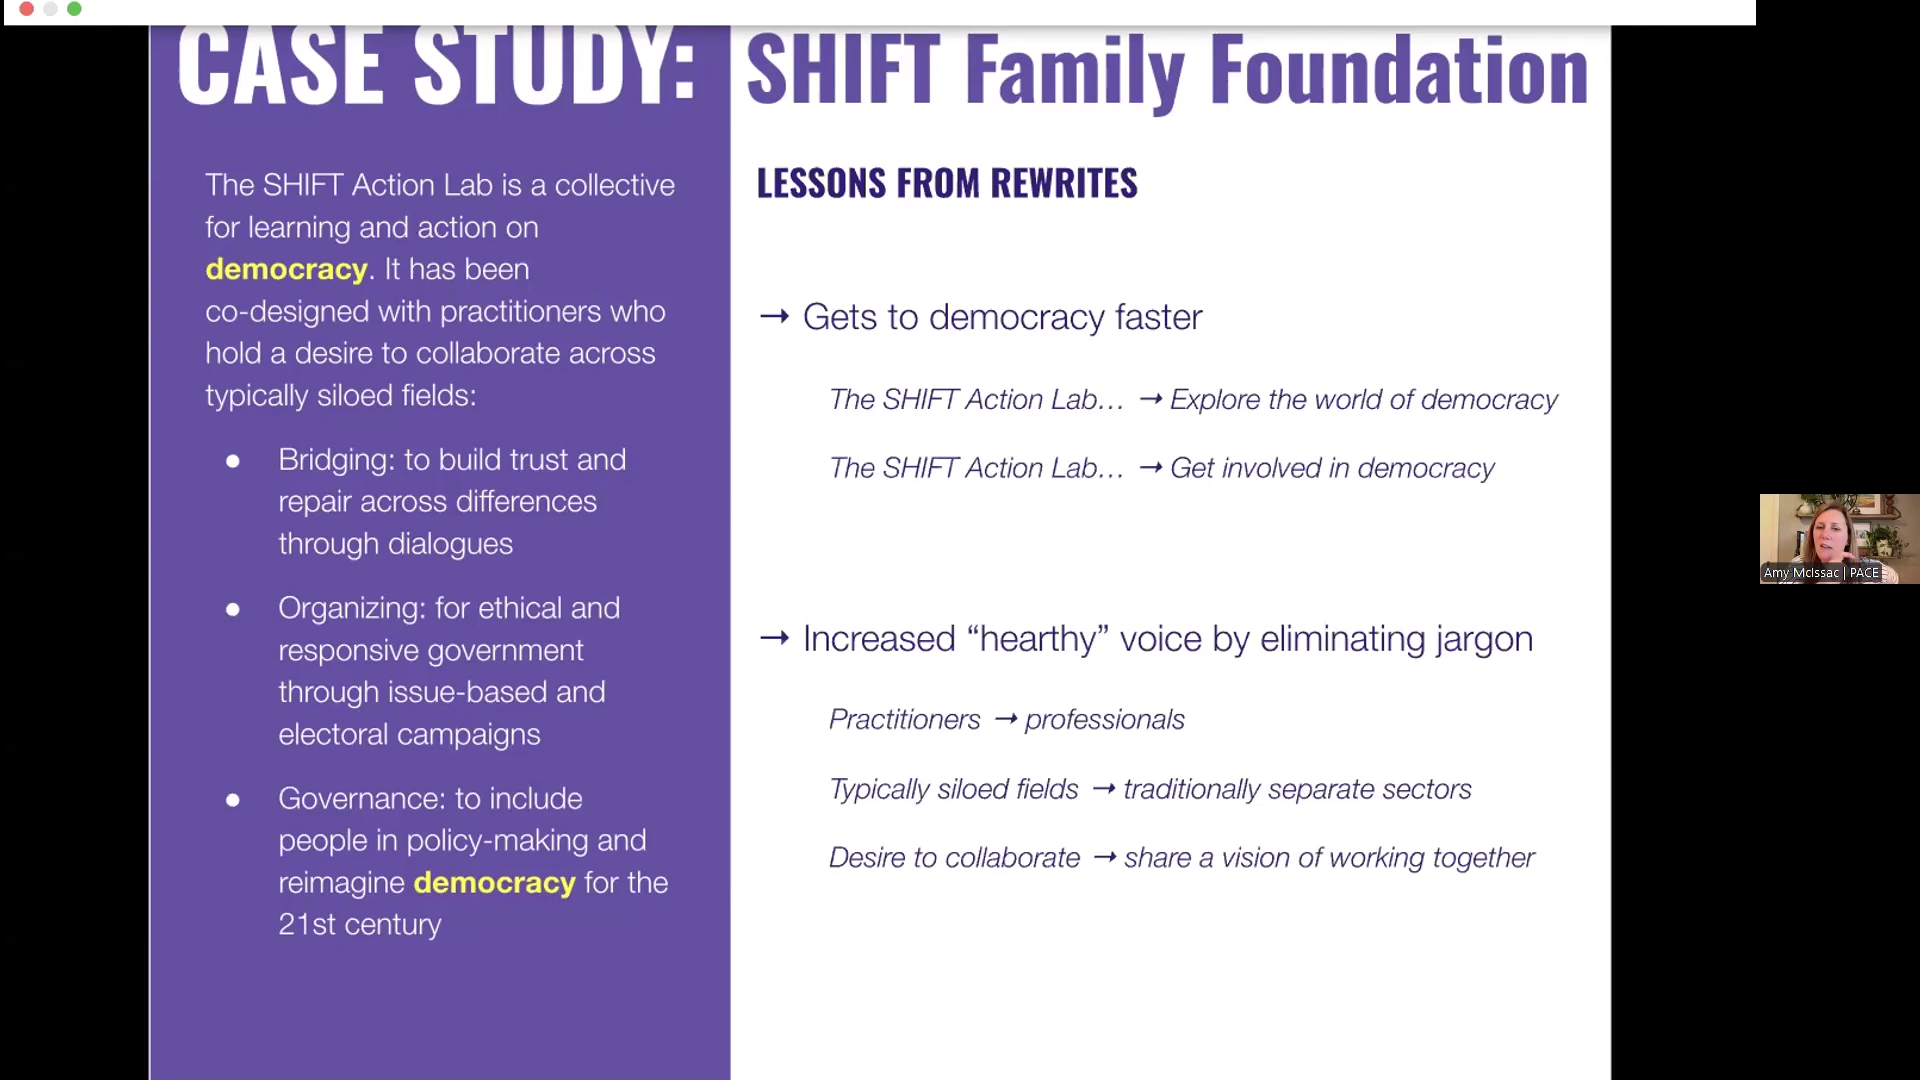 CASE STUDY:
SHIFT Family Foundation
The SHIFT Action Lab is a collective
for learning and action on
democracy. It has been
co-designed with practitioners who
hold a desire to collaborate across
typically siloed fields:
● Bridging: to build trust and
repair across differences
through dialogues
● Organizing: for ethical and
responsive government
through issue-based and
electoral campaigns
● Governance: to include
people in policy-making and
reimagine democracy for the
21st century
LESSONS FROM REWRITES
→ Gets to democracy faster
The SHIFT Action Lab… → Explore the world of democracy
The SHIFT Action Lab… → Get involved in democracy
→ Increased “hearthy” voice by eliminating jargon
Practitioners → professionals
Typically siloed fields → traditionally separate sectors
Desire to collaborate → share a vision of working together
Amy McIssac | PACE